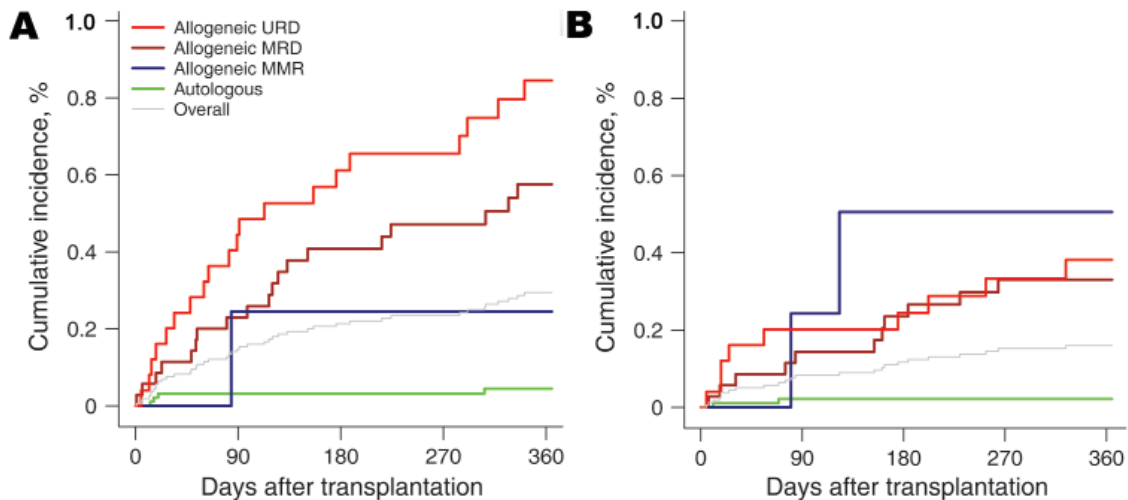 A
Cumulative incidence, %
1.0
0.8
0.6
0.4
0.2
0
Allogeneic URD
Allogeneic MRD
Allogeneic MMR
Autologous
Overall
0 90 180 270 360
Days after transplantation
B
Cumulative incidence, %
1.0
0.8
0.6
0.4
0.2
0
0 90 180 270 360
Days after transplantation